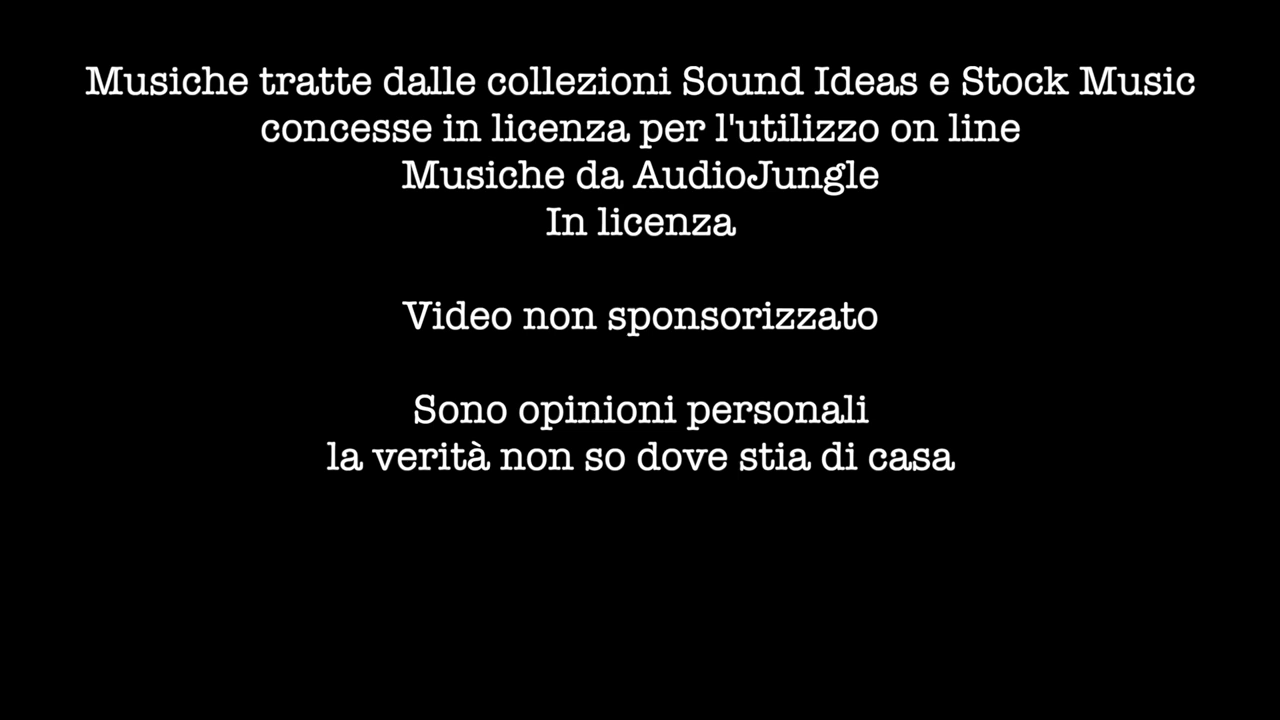 Musiche tratte dalle collezioni Sound Ideas e Stock Music
concesse in licenza per l'utilizzo on line
Musiche da AudioJungle
In licenza
Video non sponsorizzato
Sono opinioni personali
la verità non so dove stia di casa